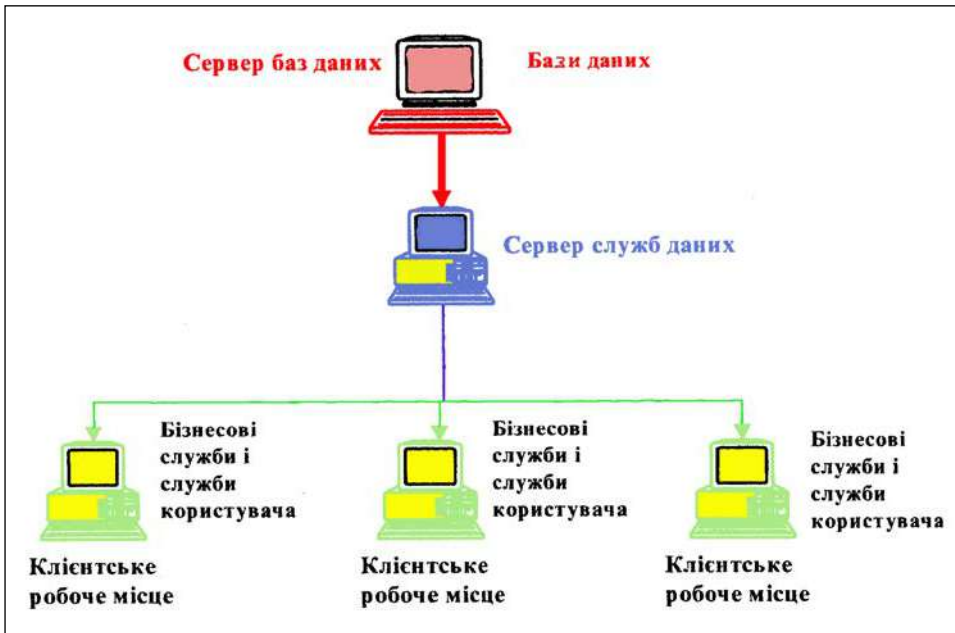 Сервер баз даних
Бази даних
Сервер служб даних
Бізнесові
служби і
служби
користувача
Клієнтське
робоче місце
Бізнесові
служби і
служби
користувача
Клієнтське
робоче місце
Бізнесові
служби і
служби
користувача
Клієнтське
робоче місце